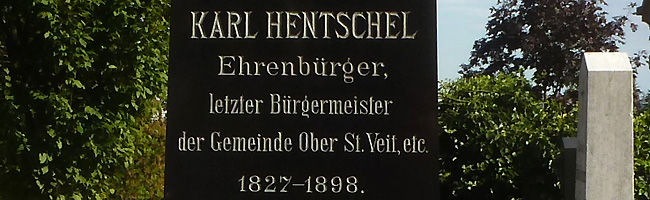 KARL HENTSCHEL
Ehrenbürger,
letzter Bürgermeister
der Gemeinde Ober St. Veit, etc.
1827-1898.